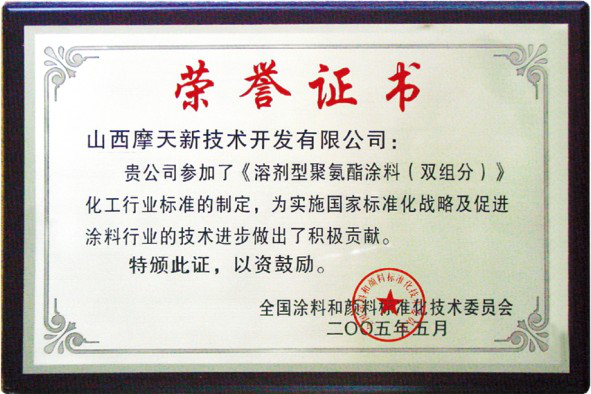 荣誉证书
山西摩天新技术开发有限公司：
贵公司参加了《溶剂型聚氨酯涂料（双组分）》
化工行业标准的制定，为实施国家标准化战略及促进
涂料行业的技术进步做出了积极贡献。
特颁此证，以资鼓励。
全国涂料和颜料标准化技术委员会
二〇〇五年五月